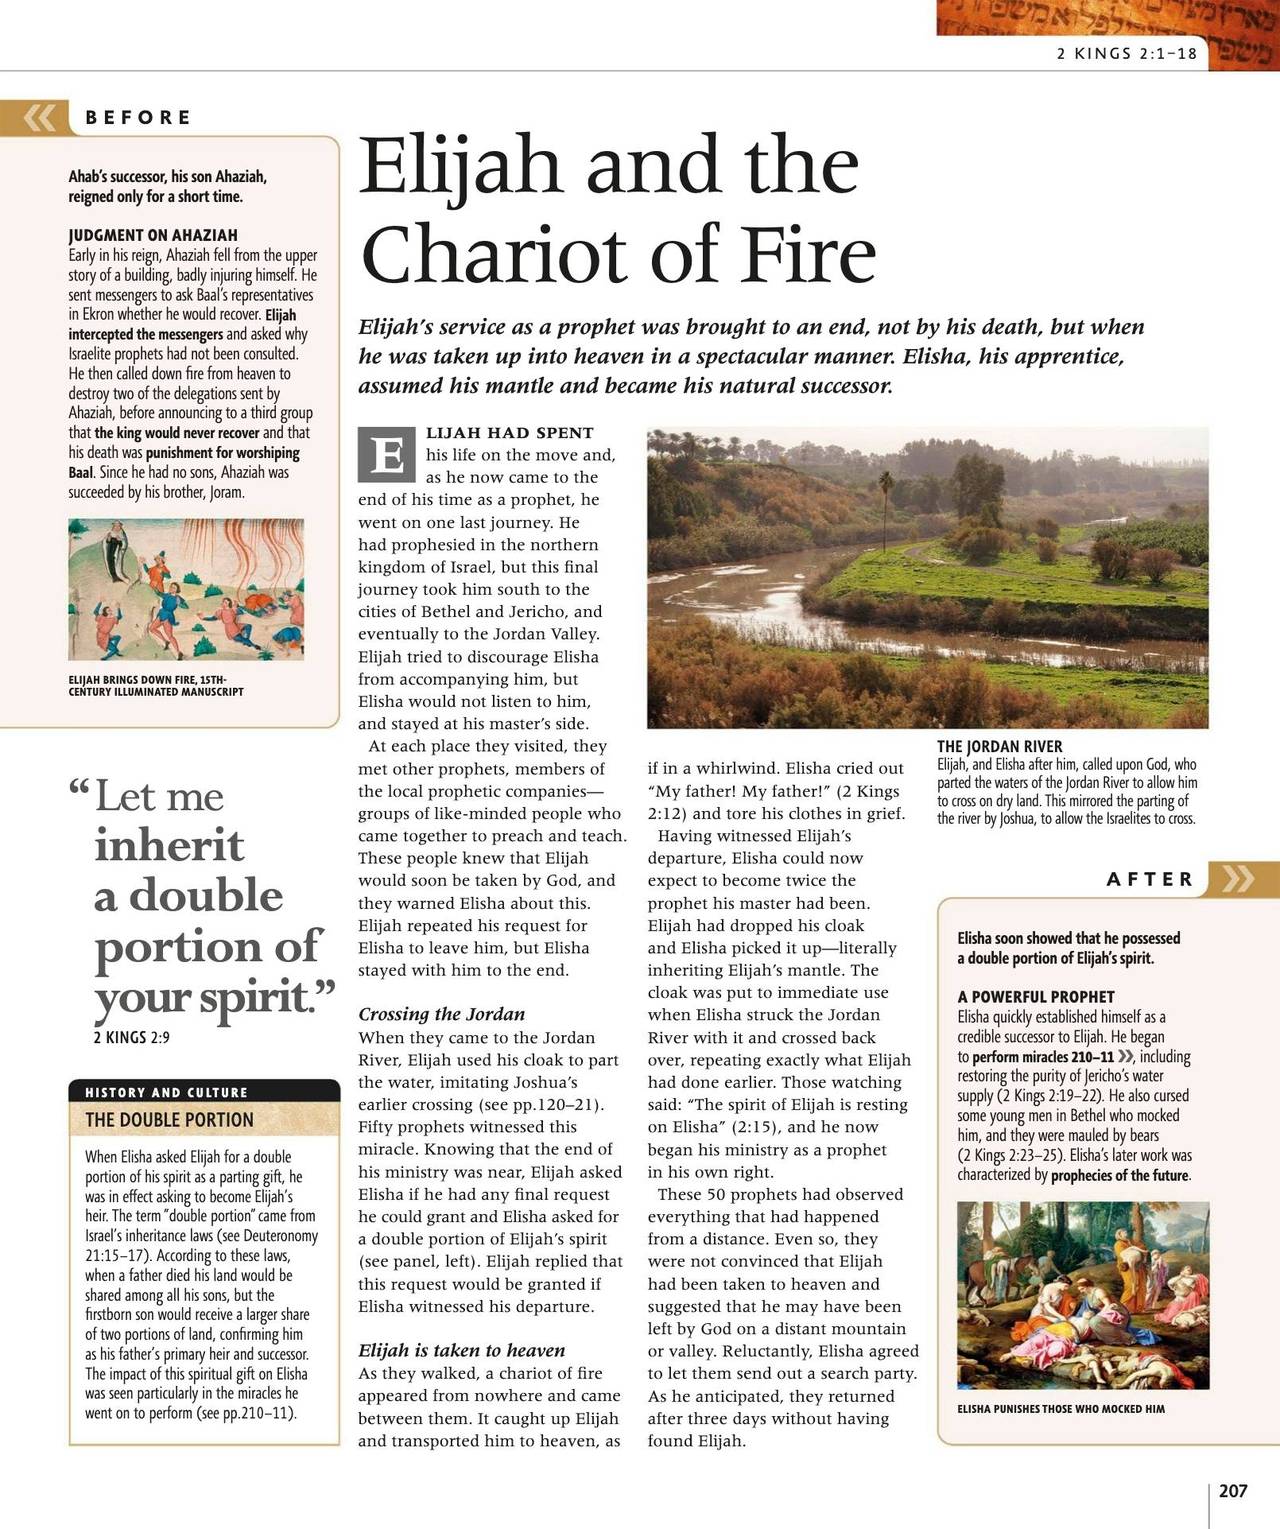 2 KINGS 2:1–18
BEFORE
Ahab’s successor, his son Ahaziah,
reigned only for a short time.
JUDGMENT ON AHAZIAH
Early in his reign, Ahaziah fell from the upper
story of a building, badly injuring himself. He
sent messengers to ask Baal’s representatives
in Ekron whether he would recover. Elijah
intercepted the messengers and asked why
Israelite prophets had not been consulted.
He then called down fire from heaven to
destroy two of the delegations sent by
Ahaziah, before announcing to a third group
that the king would never recover and that
his death was punishment for worshiping
Baal. Since he had no sons, Ahaziah was
succeeded by his brother, Joram.
ELIJAH BRINGS DOWN FIRE, 15TH-
CENTURY ILLUMINATED MANUSCRIPT
“Let me
inherit
a double
portion of
your spirit.”
2 KINGS 2:9
HISTORY AND CULTURE
THE DOUBLE PORTION
When Elisha asked Elijah for a double
portion of his spirit as a parting gift, he
was in effect asking to become Elijah’s
heir. The term “double portion” came from
Israel’s inheritance laws (see Deuteronomy
21:15–17). According to these laws,
when a father died his land would be
shared among all his sons, but the
firstborn son would receive a larger share
of two portions of land, confirming him
as his father’s primary heir and successor.
The impact of this spiritual gift on Elisha
was seen particularly in the miracles he
went on to perform (see pp.210–11).
Elijah and the
Chariot of Fire
Elijah’s service as a prophet was brought to an end, not by his death, but when
he was taken up into heaven in a spectacular manner. Elisha, his apprentice,
assumed his mantle and became his natural successor.
ELIJAH HAD SPENT
his life on the move and,
as he now came to the
end of his time as a prophet, he
went on one last journey. He
had prophesied in the northern
kingdom of Israel, but this final
journey took him south to the
cities of Bethel and Jericho, and
eventually to the Jordan Valley.
Elijah tried to discourage Elisha
from accompanying him, but
Elisha would not listen to him,
and stayed at his master’s side.
At each place they visited, they
met other prophets, members of
the local prophetic companies—
groups of like-minded people who
came together to preach and teach.
These people knew that Elijah
would soon be taken by God, and
they warned Elisha about this.
Elijah repeated his request for
Elisha to leave him, but Elisha
stayed with him to the end.
Crossing the Jordan
When they came to the Jordan
River, Elijah used his cloak to part
the water, imitating Joshua’s
earlier crossing (see pp.120–21).
Fifty prophets witnessed this
miracle. Knowing that the end of
his ministry was near, Elijah asked
Elisha if he had any final request
he could grant and Elisha asked for
a double portion of Elijah’s spirit
(see panel, left). Elijah replied that
this request would be granted if
Elisha witnessed his departure.
Elijah is taken to heaven
As they walked, a chariot of fire
appeared from nowhere and came
between them. It caught up Elijah
and transported him to heaven, as
if in a whirlwind. Elisha cried out
“My father! My father!” (2 Kings
2:12) and tore his clothes in grief.
Having witnessed Elijah’s
departure, Elisha could now
expect to become twice the
prophet his master had been.
Elijah had dropped his cloak
and Elisha picked it up—literally
inheriting Elijah’s mantle. The
cloak was put to immediate use
when Elisha struck the Jordan
River with it and crossed back
over, repeating exactly what Elijah
had done earlier. Those watching
said: “The spirit of Elijah is resting
on Elisha” (2:15), and he now
began his ministry as a prophet
in his own right.
These 50 prophets had observed
everything that had happened
from a distance. Even so, they
were not convinced that Elijah
had been taken to heaven and
suggested that he may have been
left by God on a distant mountain
or valley. Reluctantly, Elisha agreed
to let them send out a search party.
As he anticipated, they returned
after three days without having
found Elijah.
THE JORDAN RIVER
Elijah, and Elisha after him, called upon God, who
parted the waters of the Jordan River to allow him
to cross on dry land. This mirrored the parting of
the river by Joshua, to allow the Israelites to cross.
AFTER
Elisha soon showed that he possessed
a double portion of Elijah’s spirit.
A POWERFUL PROPHET
Elisha quickly established himself as a
credible successor to Elijah. He began
to perform miracles 210–11 », including
restoring the purity of Jericho’s water
supply (2 Kings 2:19–22). He also cursed
some young men in Bethel who mocked
him, and they were mauled by bears
(2 Kings 2:23–25). Elisha’s later work was
characterized by prophecies of the future.
ELISHA PUNISHES THOSE WHO MOCKED HIM
207